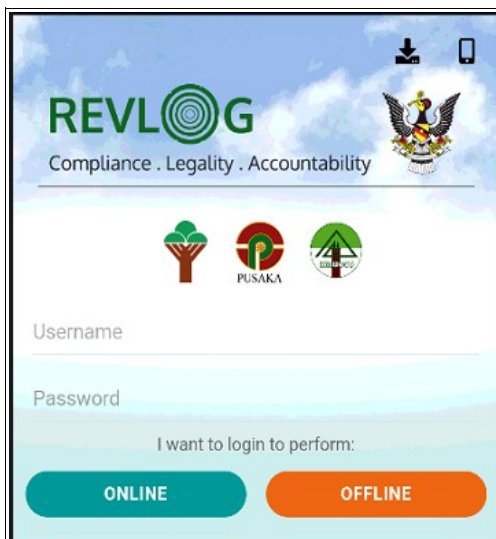 REVLOG
Compliance . Legality . Accountability
PUSAKA
Username
Password
I want to login to perform:
ONLINE
OFFLINE